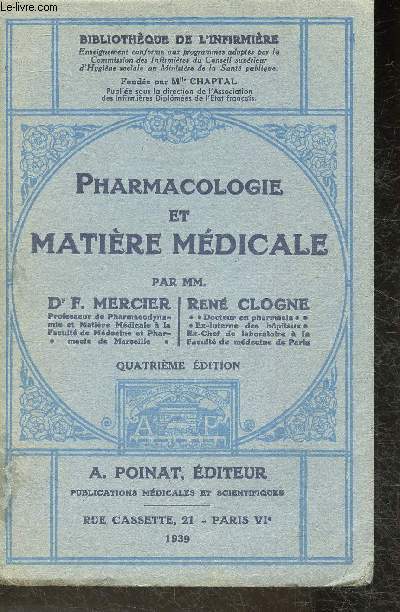 www.le-livre.com
BIBLIOTHÈQUE DE L'INFIRMIÈRE
Enseignement conforme aux programmes adoptés par la
Commission des Infirmières du Conseil supérieur
d'Hygiène sociale au Ministère de la Santé publique.
Fondée par Mlle CHAPTAL
Publiée sous la direction de l'Association
des Infirmières Diplômées de l'État français.
PHARMACOLOGIE
ET
MATIÈRE MÉDICALE
PAR MM.
Dr F. MERCIER
Professeur de Pharmacodyna-
mie et Matière Médicale à la
Faculté de Médecine et Phar-
• macie de Marseille •
RENÉ CLOGNE
• • Docteur en pharmacie • •
• Ex-Interne des hôpitaux •
Ex-Chef de laboratoire à la
Faculté de médecine de Paris
QUATRIÈME ÉDITION
A. POINAT, ÉDITEUR
PUBLICATIONS MÉDICALES ET SCIENTIFIQUES
RUE CASSETTE, 21 - PARIS VIe
1939
www.le-livre.com